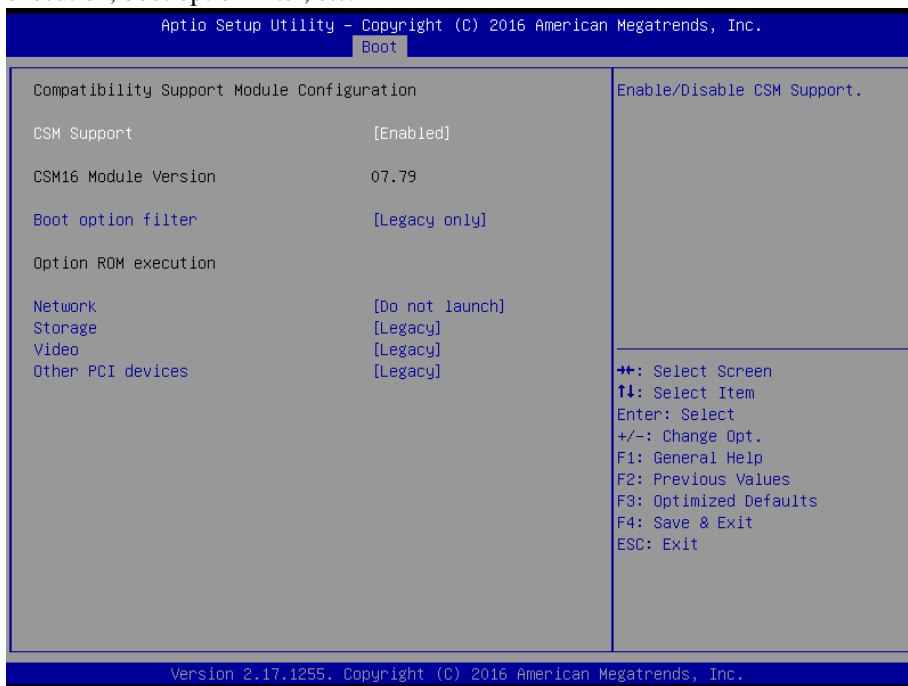 Aptio Setup Utility – Copyright (C) 2016 American Megatrends, Inc.
Boot
Compatibility Support Module Configuration
CSM Support [Enabled]
CSM16 Module Version 07.79
Boot option filter [Legacy only]
Option ROM execution
Network [Do not launch]
Storage [Legacy]
Video [Legacy]
Other PCI devices [Legacy]
Enable/Disable CSM Support.
→←: Select Screen
↑↓: Select Item
Enter: Select
+/-: Change Opt.
F1: General Help
F2: Previous Values
F3: Optimized Defaults
F4: Save & Exit
ESC: Exit
Version 2.17.1255. Copyright (C) 2016 American Megatrends, Inc.